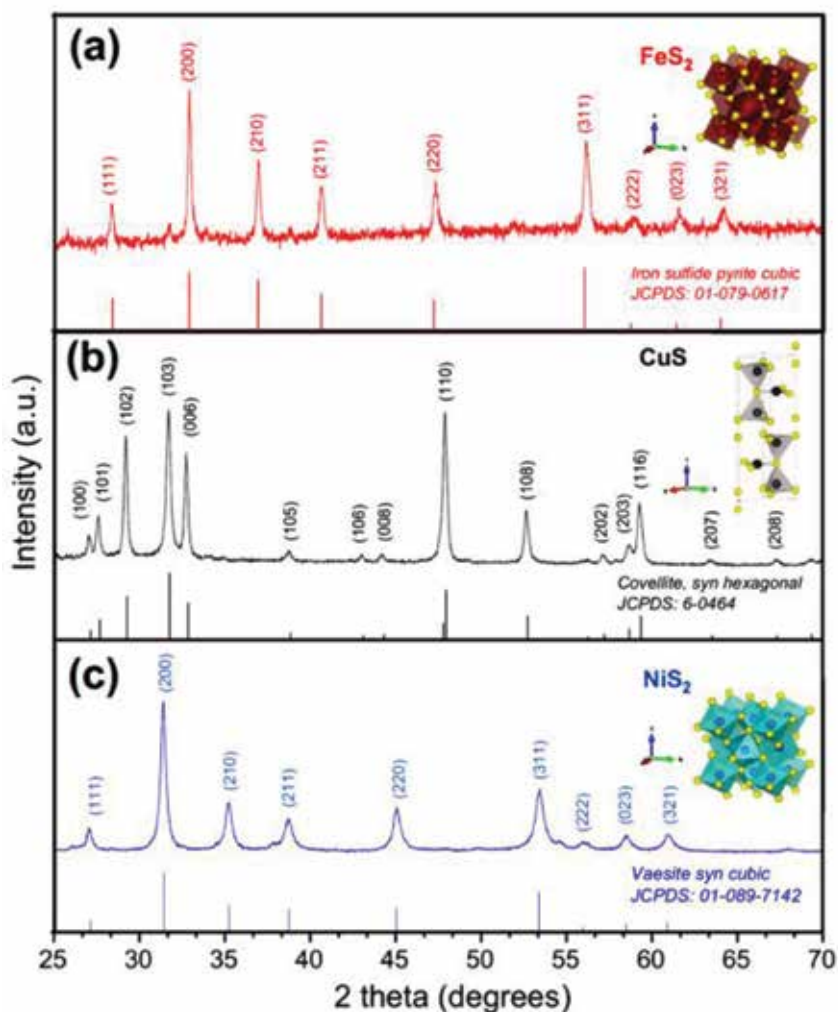 (a)
FeS2
(111)
(200)
(210)
(211)
(220)
(311)
(222)
(023)
(321)
Iron sulfide pyrite cubic
JCPDS: 01-079-0617
(b)
CuS
(100)
(101)
(102)
(103)
(006)
(105)
(106)
(008)
(110)
(108)
(202)
(203)
(116)
(207)
(208)
Covellite, syn hexagonal
JCPDS: 6-0464
(c)
NiS2
(111)
(200)
(210)
(211)
(220)
(311)
(222)
(023)
(321)
Vaesite syn cubic
JCPDS: 01-089-7142
Intensity (a.u.)
25 30 35 40 45 50 55 60 65 70
2 theta (degrees)